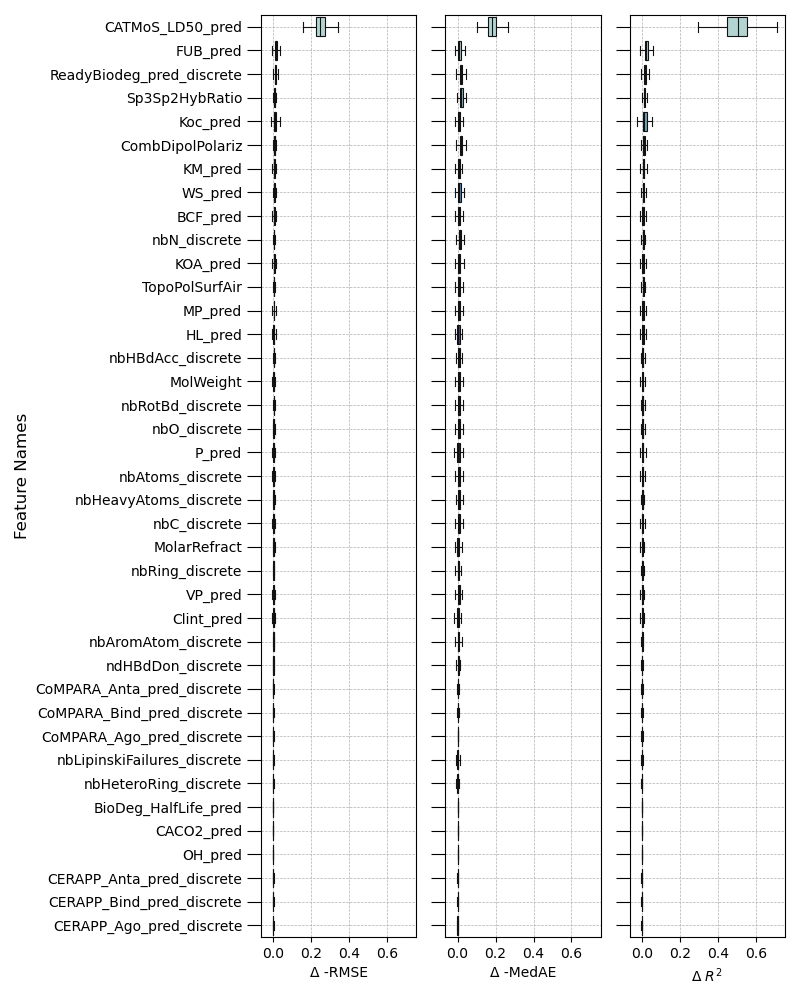 Feature Names
CATMoS_LD50_pred
FUB_pred
ReadyBiodeg_pred_discrete
Sp3Sp2HybRatio
Koc_pred
CombDipolPolariz
KM_pred
WS_pred
BCF_pred
nbN_discrete
KOA_pred
TopoPolSurfAir
MP_pred
HL_pred
nbHBdAcc_discrete
MolWeight
nbRotBd_discrete
nbO_discrete
P_pred
nbAtoms_discrete
nbHeavyAtoms_discrete
nbC_discrete
MolarRefract
nbRing_discrete
VP_pred
Clint_pred
nbAromAtom_discrete
ndHBdDon_discrete
CoMPARA_Anta_pred_discrete
CoMPARA_Bind_pred_discrete
CoMPARA_Ago_pred_discrete
nbLipinskiFailures_discrete
nbHeteroRing_discrete
BioDeg_HalfLife_pred
CACO2_pred
OH_pred
CERAPP_Anta_pred_discrete
CERAPP_Bind_pred_discrete
CERAPP_Ago_pred_discrete
0.0 0.2 0.4 0.6
Δ -RMSE
0.0 0.2 0.4 0.6
Δ -MedAE
0.0 0.2 0.4 0.6
Δ R²